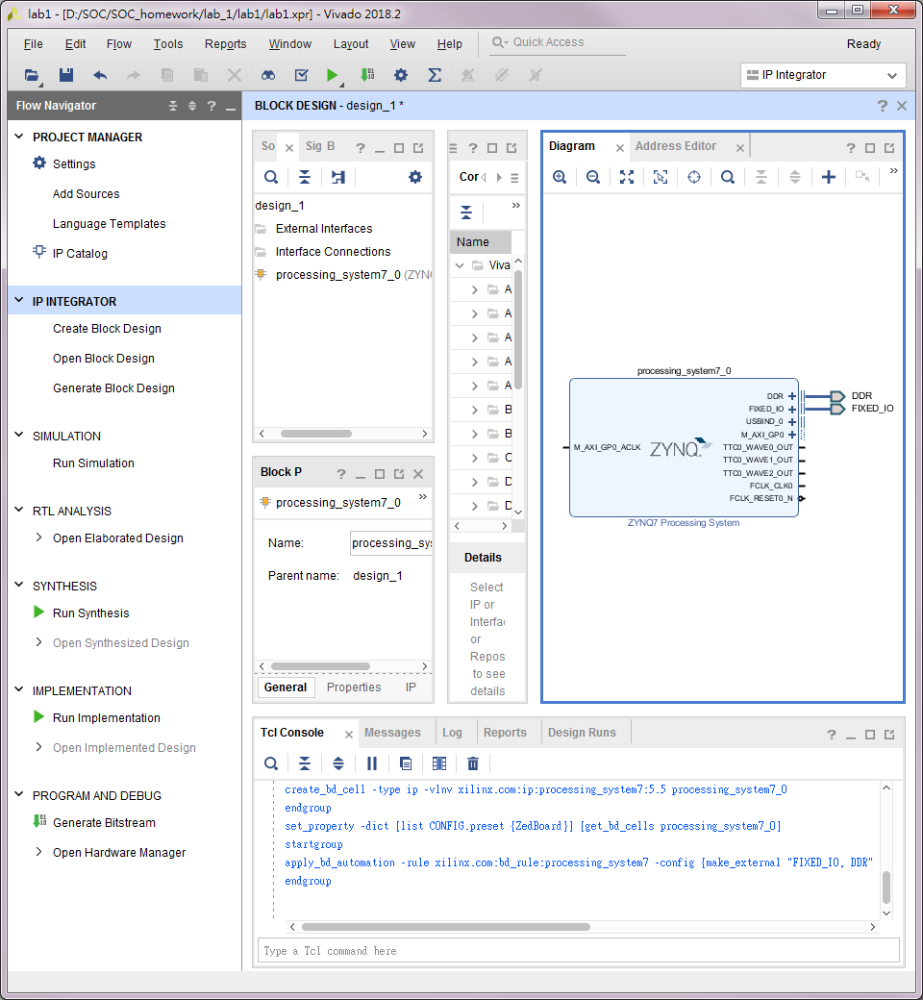 lab1 - [D:/SOC/SOC_homework/lab_1/lab1/lab1.xpr] - Vivado 2018.2
File Edit Flow Tools Reports Window Layout View Help
Quick Access
Ready
IP Integrator
Flow Navigator
PROJECT MANAGER
Settings
Add Sources
Language Templates
IP Catalog
IP INTEGRATOR
Create Block Design
Open Block Design
Generate Block Design
SIMULATION
Run Simulation
RTL ANALYSIS
Open Elaborated Design
SYNTHESIS
Run Synthesis
Open Synthesized Design
IMPLEMENTATION
Run Implementation
Open Implemented Design
PROGRAM AND DEBUG
Generate Bitstream
Open Hardware Manager
BLOCK DESIGN - design_1 *
So Sig B
design_1
External Interfaces
Interface Connections
processing_system7_0 (ZYN
Block P
processing_system7_0
Name: processing_sy
Parent name: design_1
General Properties IP
Cor
Name
Viva
A
A
A
A
A
B
B
C
D
D
Details
Select
IP or
Interfa
or
Repos
to see
details
Diagram Address Editor
processing_system7_0
DDR
FIXED_IO
USBIND_0
M_AXI_GP0
TTC0_WAVE0_OUT
TTC0_WAVE1_OUT
TTC0_WAVE2_OUT
FCLK_CLK0
FCLK_RESET0_N
M_AXI_GP0_ACLK
ZYNQ
DDR
FIXED_IO
ZYNQ7 Processing System
Tcl Console Messages Log Reports Design Runs
create_bd_cell -type ip -vlnv xilinx.com:ip:processing_system7:5.5 processing_system7_0
endgroup
set_property -dict [list CONFIG.preset {ZedBoard}] [get_bd_cells processing_system7_0]
startgroup
apply_bd_automation -rule xilinx.com:bd_rule:processing_system7 -config {make_external "FIXED_IO, DDR"
endgroup
Type a Tcl command here